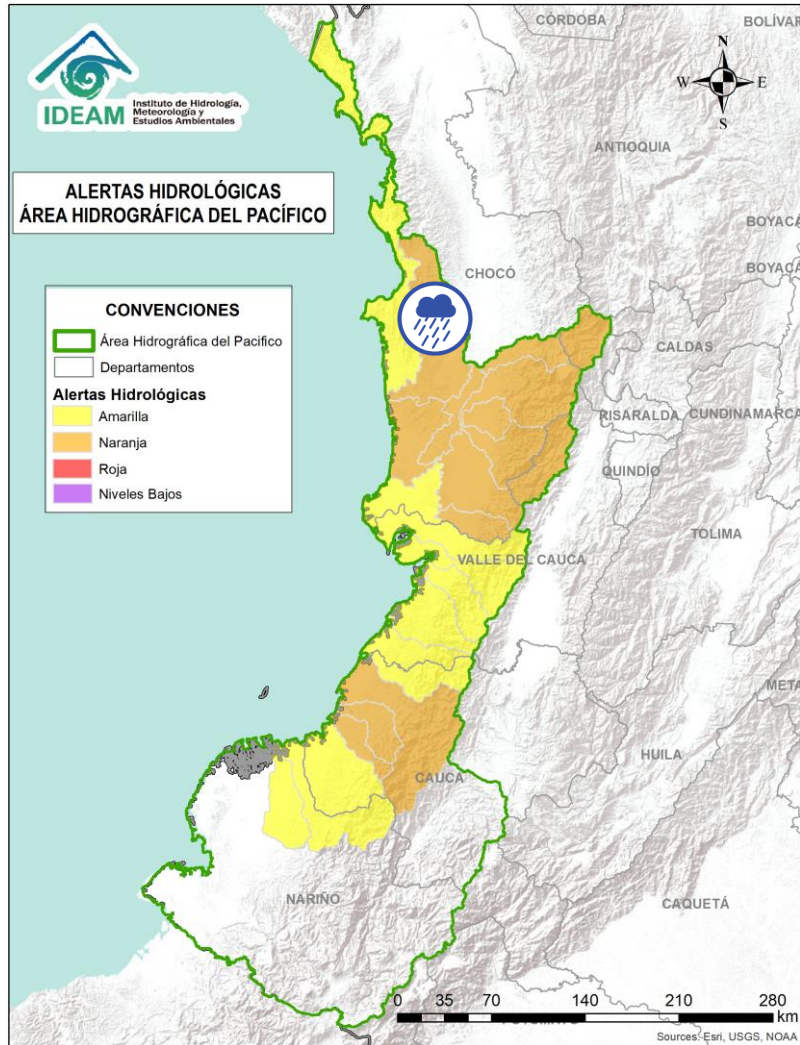 CÓRDOBA
BOLÍVAR
IDEAM
Instituto de Hidrología,
Meteorología y
Estudios Ambientales
N
W E
S
ANTIOQUIA
ALERTAS HIDROLÓGICAS
ÁREA HIDROGRÁFICA DEL PACÍFICO
BOYACÁ
BOYACÁ
CHOCÓ
CONVENCIONES
Área Hidrográfica del Pacifico
Departamentos
Alertas Hidrológicas
Amarilla
Naranja
Roja
Niveles Bajos
CALDAS
RISARALDA
CUNDINAMARCA
QUINDÍO
TOLIMA
VALLE DEL CAUCA
META
HUILA
CAUCA
NARIÑO
CAQUETÁ
0 35 70 140 210 280
km
Sources: Esri, USGS, NOAA